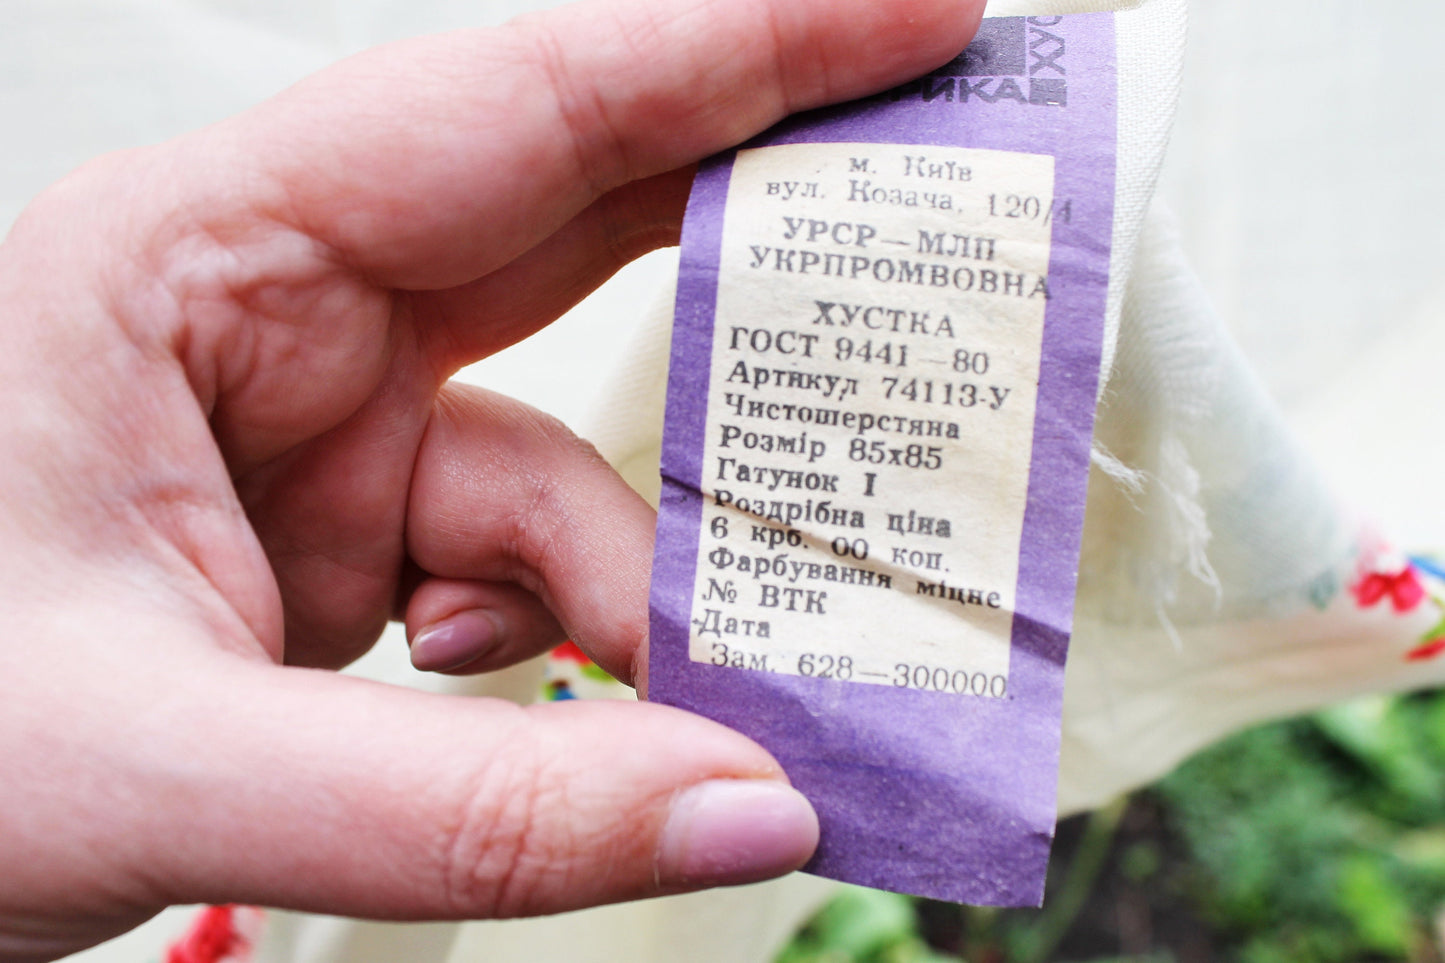 м. Київ
вул. Козача, 120/4
УРСР — МЛП
УКРПРОМВОВНА
ХУСТКА
ГОСТ 9441 — 80
Артикул 74113-У
Чистошерстяна
Розмір 85х85
Гатунок I
Роздрібна ціна
6 крб. 00 коп.
Фарбування міцне
№ ВТК
Дата
Зам. 628—300000.